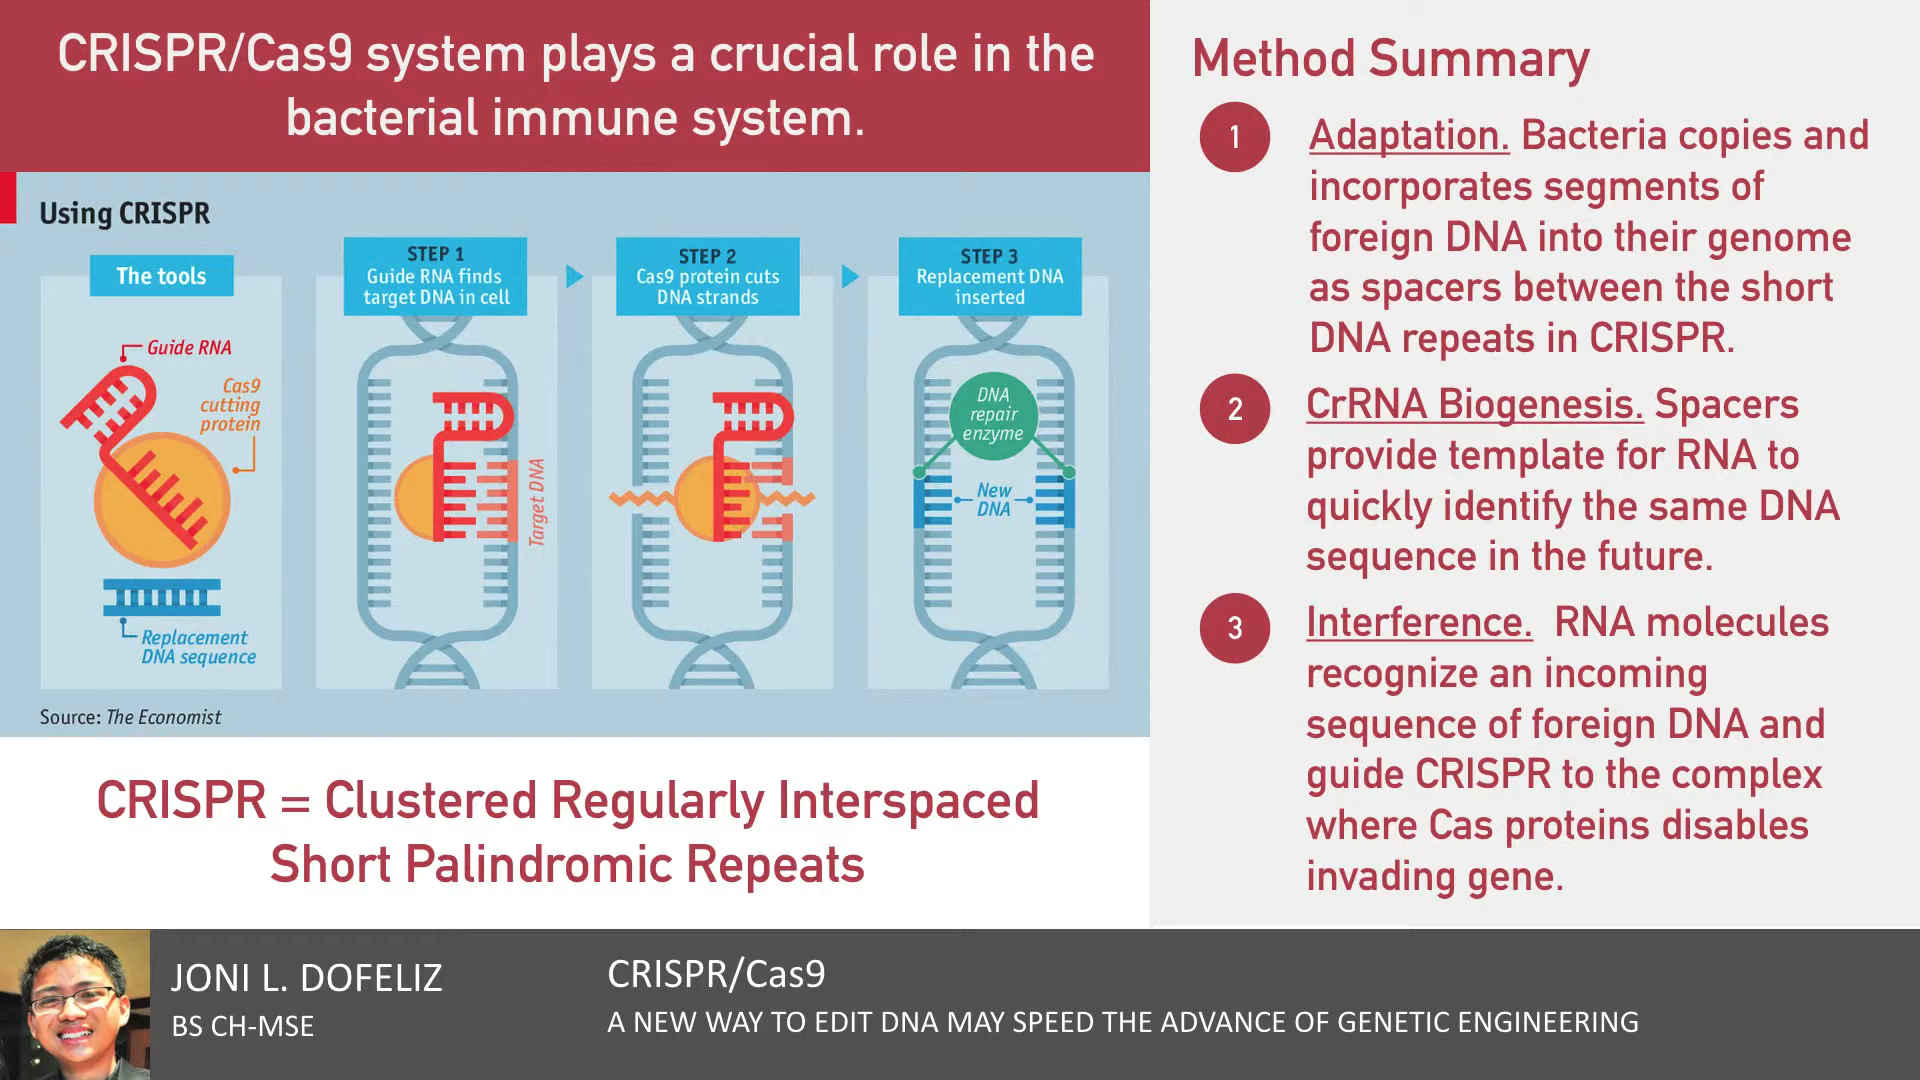 CRISPR/Cas9 system plays a crucial role in the
bacterial immune system.
Using CRISPR
The tools
Guide RNA
Cas9
cutting
protein
Replacement
DNA sequence
STEP 1
Guide RNA finds
target DNA in cell
Target DNA
STEP 2
Cas9 protein cuts
DNA strands
STEP 3
Replacement DNA
inserted
DNA
repair
enzyme
New
DNA
Source: The Economist
CRISPR = Clustered Regularly Interspaced
Short Palindromic Repeats
Method Summary
1
Adaptation. Bacteria copies and
incorporates segments of
foreign DNA into their genome
as spacers between the short
DNA repeats in CRISPR.
2
CrRNA Biogenesis. Spacers
provide template for RNA to
quickly identify the same DNA
sequence in the future.
3
Interference. RNA molecules
recognize an incoming
sequence of foreign DNA and
guide CRISPR to the complex
where Cas proteins disables
invading gene.
JONI L. DOFELIZ
BS CH-MSE
CRISPR/Cas9
A NEW WAY TO EDIT DNA MAY SPEED THE ADVANCE OF GENETIC ENGINEERING